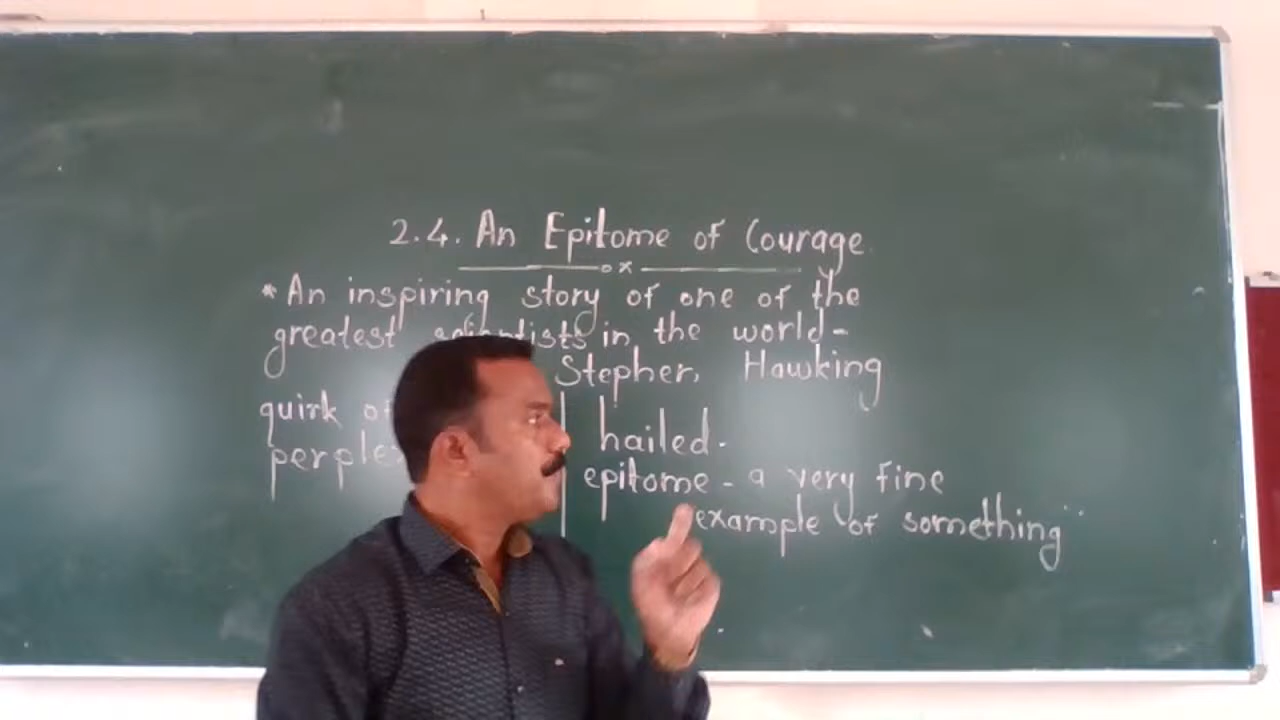 2.4. An Epitome of Courage
* An inspiring story of one of the
greatest scientists in the world-
Stephen Hawking
quirk of
perple
hailed.
epitome - a very fine
example of something